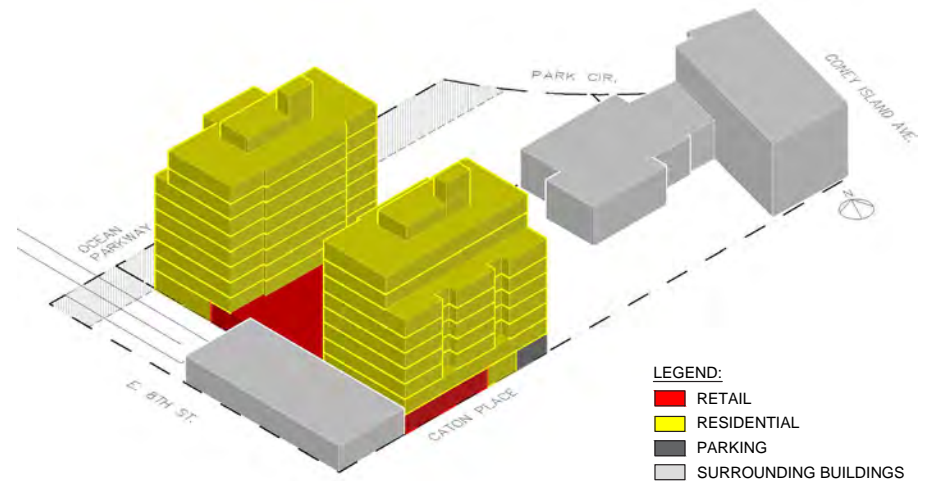 PARK CIR.
CONEY ISLAND AVE.
N
OCEAN
PARKWAY
E. 8TH ST.
CATON PLACE
LEGEND:
RETAIL
RESIDENTIAL
PARKING
SURROUNDING BUILDINGS